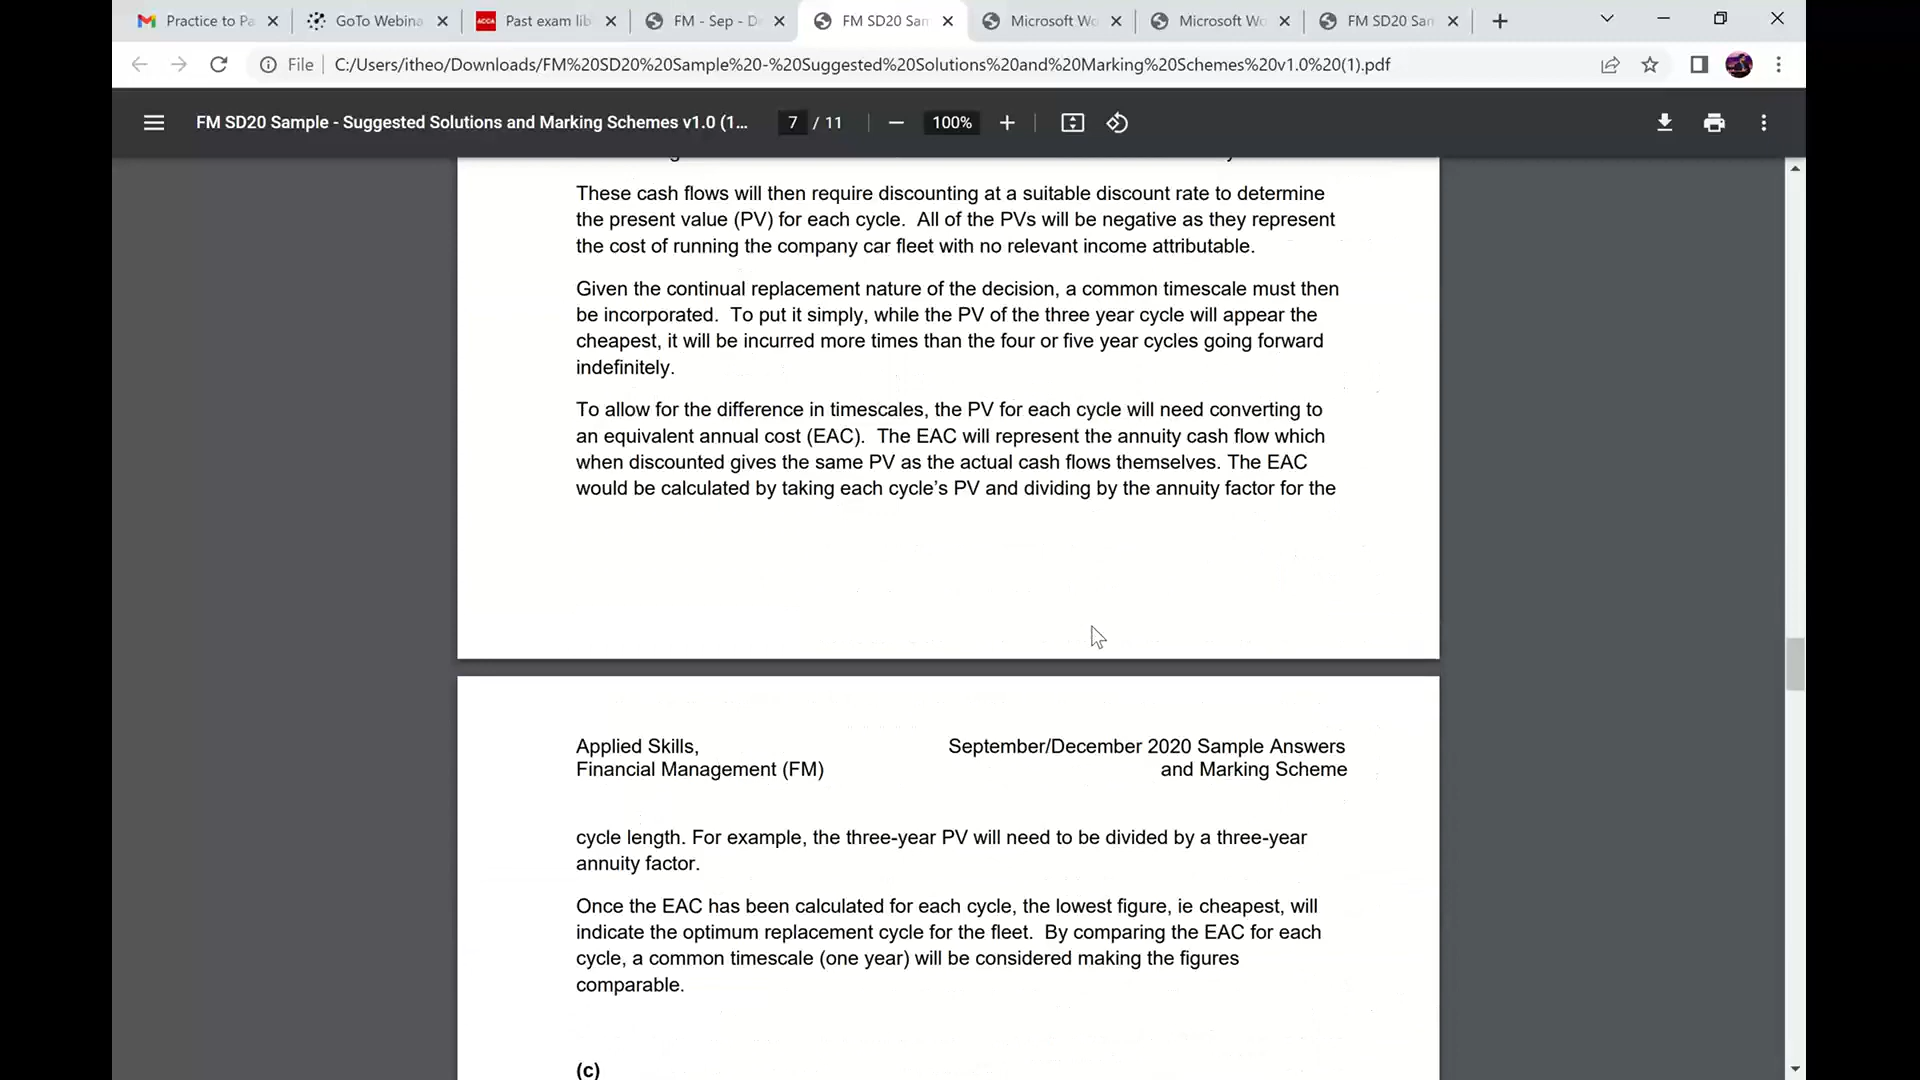 Practice to Pa
GoTo Webina
ACCA
Past exam lib
FM - Sep - D
FM SD20 Sam
Microsoft Wo
Microsoft Wo
FM SD20 Sam
File
C:/Users/itheo/Downloads/FM%20SD20%20Sample%20-%20Suggested%20Solutions%20and%20Marking%20Schemes%20v1.0%20(1).pdf
FM SD20 Sample - Suggested Solutions and Marking Schemes v1.0 (1...
7 / 11
100%
These cash flows will then require discounting at a suitable discount rate to determine
the present value (PV) for each cycle. All of the PVs will be negative as they represent
the cost of running the company car fleet with no relevant income attributable.
Given the continual replacement nature of the decision, a common timescale must then
be incorporated. To put it simply, while the PV of the three year cycle will appear the
cheapest, it will be incurred more times than the four or five year cycles going forward
indefinitely.
To allow for the difference in timescales, the PV for each cycle will need converting to
an equivalent annual cost (EAC). The EAC will represent the annuity cash flow which
when discounted gives the same PV as the actual cash flows themselves. The EAC
would be calculated by taking each cycle’s PV and dividing by the annuity factor for the
Applied Skills,
Financial Management (FM)
September/December 2020 Sample Answers
and Marking Scheme
cycle length. For example, the three-year PV will need to be divided by a three-year
annuity factor.
Once the EAC has been calculated for each cycle, the lowest figure, ie cheapest, will
indicate the optimum replacement cycle for the fleet. By comparing the EAC for each
cycle, a common timescale (one year) will be considered making the figures
comparable.
(c)